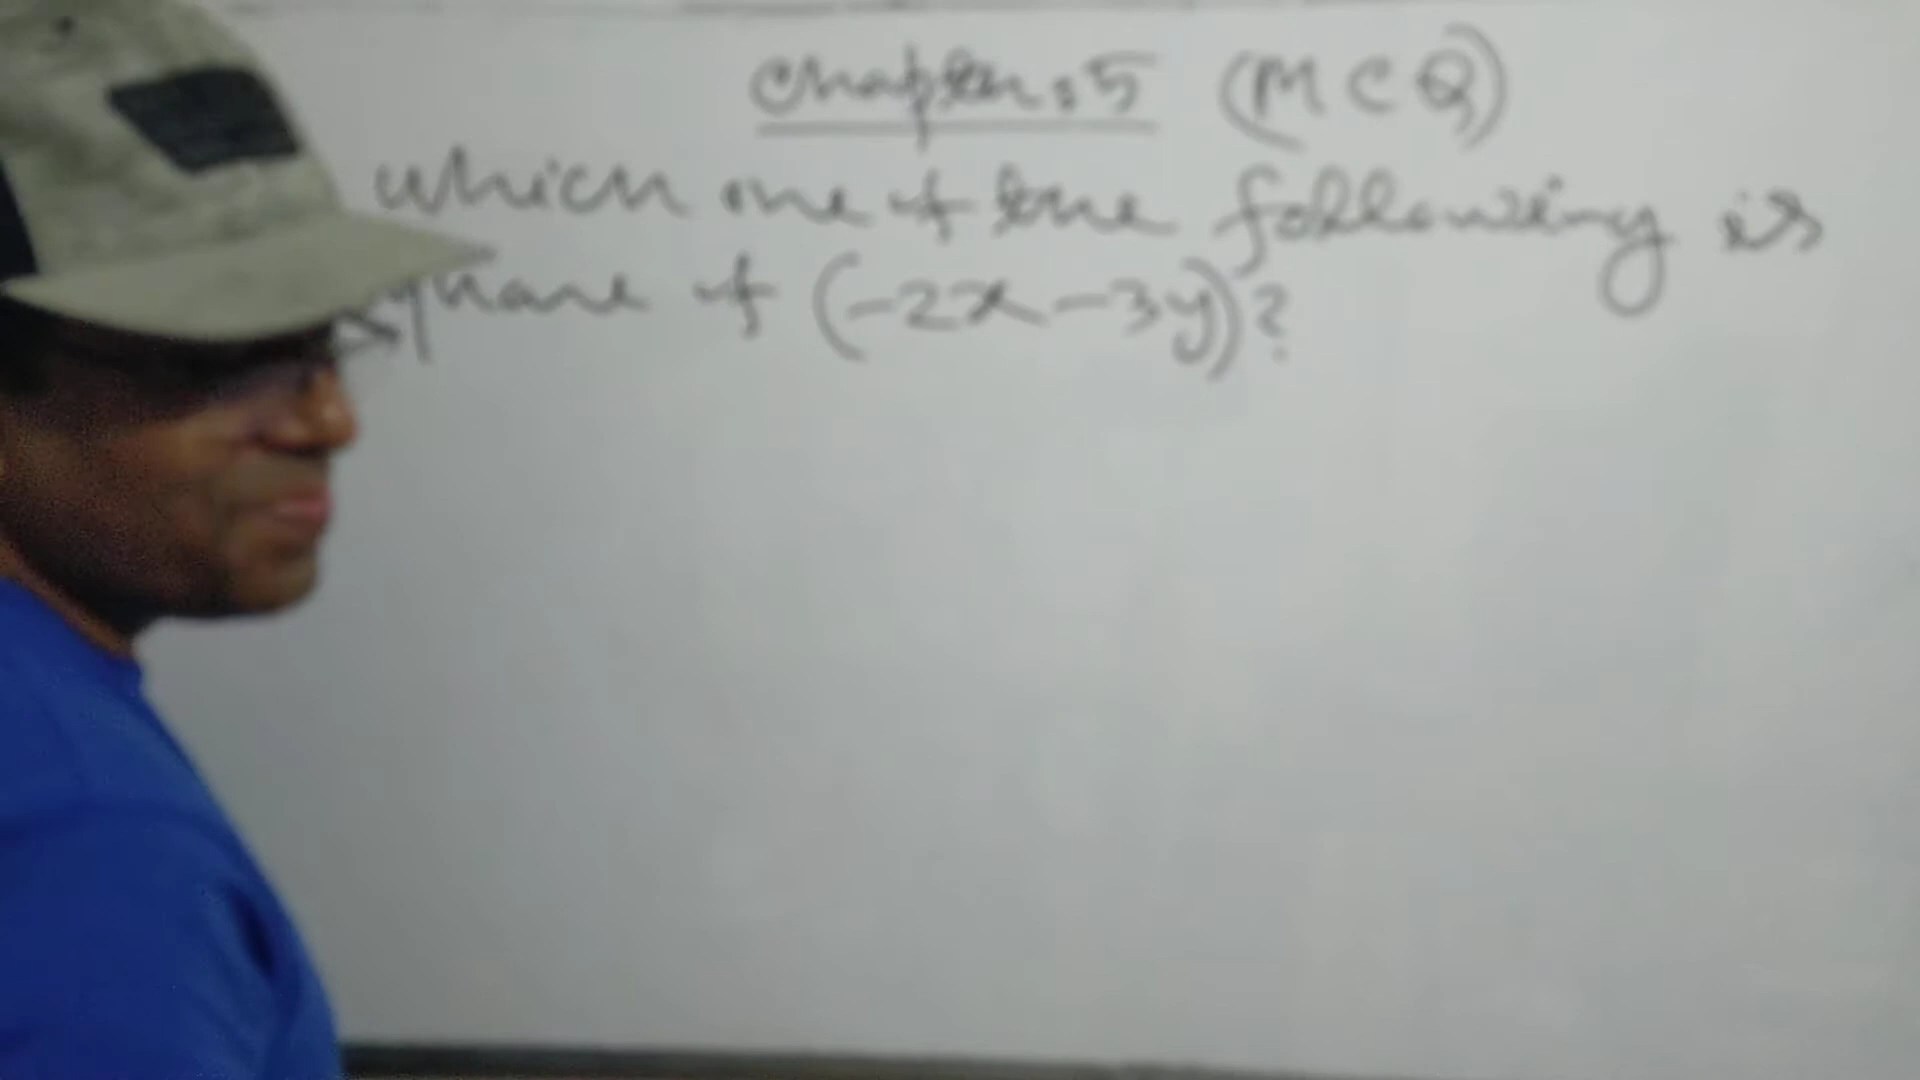 Chapter: 5 (MCQ)
which one of the following is
square of (-2x-3y)?